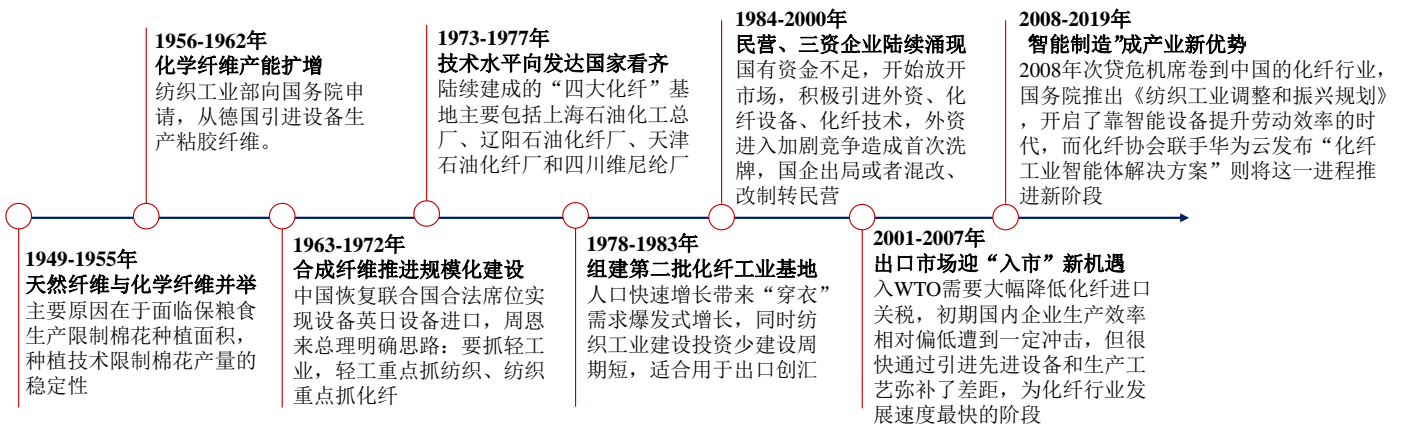 1956-1962年
化学纤维产能扩增
纺织工业部向国务院申
请，从德国引进设备生
产粘胶纤维。
1973-1977年
技术水平向发达国家看齐
陆续建成的“四大化纤”基
地主要包括上海石油化工总
厂、辽阳石油化纤厂、天津
石油化纤厂和四川维尼纶厂
1984-2000年
民营、三资企业陆续涌现
国有资金不足，开始放开
市场，积极引进外资、化
纤设备、化纤技术，外资
进入加剧竞争造成首次洗
牌，国企出局或者混改、
改制转民营
2008-2019年
“智能制造”成产业新优势
2008年次贷危机席卷到中国的化纤行业，
国务院推出《纺织工业调整和振兴规划》
，开启了靠智能设备提升劳动效率的时
代，而化纤协会联手华为云发布“化纤
工业智能体解决方案”则将这一进程推
进新阶段
1949-1955年
天然纤维与化学纤维并举
主要原因在于面临保粮食
生产限制棉花种植面积，
种植技术限制棉花产量的
稳定性
1963-1972年
合成纤维推进规模化建设
中国恢复联合国合法席位实
现设备英日设备进口，周恩
来总理明确思路：要抓轻工
业，轻工重点抓纺织、纺织
重点抓化纤
1978-1983年
组建第二批化纤工业基地
人口快速增长带来“穿衣”
需求爆发式增长，同时纺
织工业建设投资少建设周
期短，适合用于出口创汇
2001-2007年
出口市场迎“入市”新机遇
入WTO需要大幅降低化纤进口
关税，初期国内企业生产效率
相对偏低遭到一定冲击，但很
快通过引进先进设备和生产工
艺弥补了差距，为化纤行业发
展速度最快的阶段